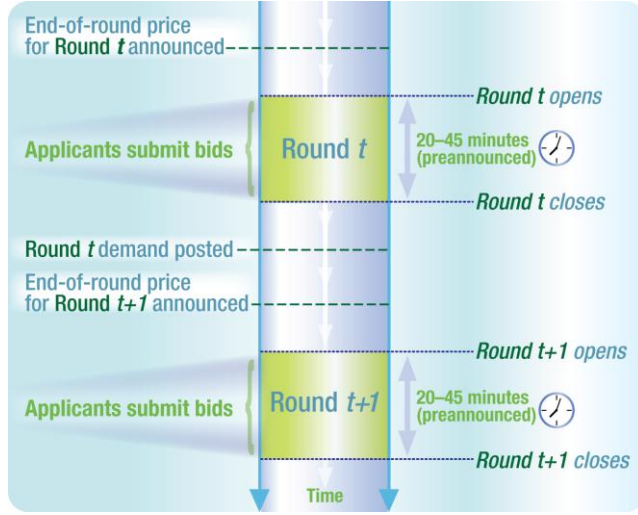 End-of-round price
for Round t announced
Round t opens
Applicants submit bids
Round t
20–45 minutes
(preannounced)
Round t closes
Round t demand posted
End-of-round price
for Round t+1 announced
Round t+1 opens
Applicants submit bids
Round t+1
20–45 minutes
(preannounced)
Round t+1 closes
Time